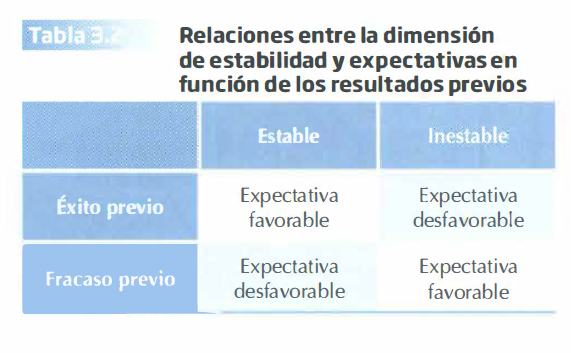 Tabla 3.2
Relaciones entre la dimensión
de estabilidad y expectativas en
función de los resultados previos
Estable Inestable
Éxito previo
Expectativa favorable
Expectativa desfavorable
Fracaso previo
Expectativa desfavorable
Expectativa favorable